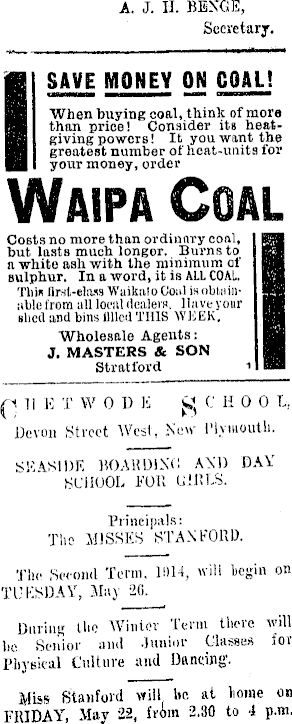 A. J. H. BENGE,
Secretary.
SAVE MONEY ON COAL!
When buying coal, think of more
than price! Consider its heat-
giving powers! It you want the
greatest number of heat-units for
your money, order
WAIPA COAL
Costs no more than ordinary coal,
but lasts much longer. Burns to
a white ash with the minimum of
sulphur. In a word, it is ALL COAL.
This first-class Waikato Coal is obtain-
able from all local dealers. Have your
shed and bins filled THIS WEEK.
Wholesale Agents:
J. MASTERS & SON
Stratford 1
CHETWODE SCHOOL,
Devon Street West, New Plymouth.
SEASIDE BOARDING AND DAY
SCHOOL FOR GIRLS.
Principals:
The MISSES STANFORD.
The Second Term, 1914, will begin on
TUESDAY, May 26.
During the Winter Term there will
be Senior and Junior Classes for
Physical Culture and Dancing.
Miss Stanford will be at home on
FRIDAY, May 22, from 2.30 to 4 p.m.